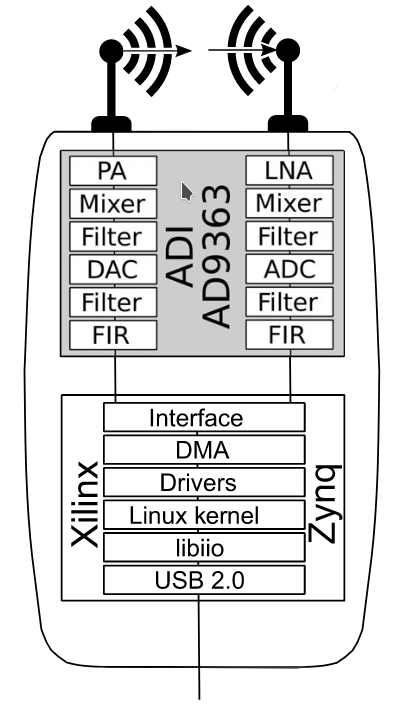 PA
Mixer
Filter
DAC
Filter
FIR
ADI
AD9363
LNA
Mixer
Filter
ADC
Filter
FIR
Xilinx
Interface
DMA
Drivers
Linux kernel
libiio
USB 2.0
Zynq